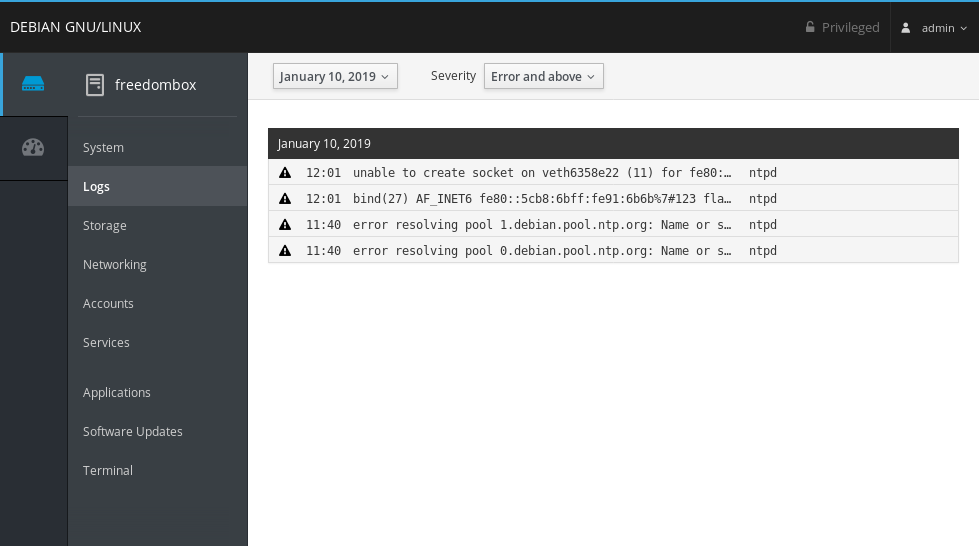 DEBIAN GNU/LINUX
Privileged
admin
freedombox
System
Logs
Storage
Networking
Accounts
Services
Applications
Software Updates
Terminal
January 10, 2019
Severity
Error and above
January 10, 2019
12:01 unable to create socket on veth6358e22 (11) for fe80:… ntpd
12:01 bind(27) AF_INET6 fe80::5cb8:6bff:fe91:6b6b%7#123 fla… ntpd
11:40 error resolving pool 1.debian.pool.ntp.org: Name or s… ntpd
11:40 error resolving pool 0.debian.pool.ntp.org: Name or s… ntpd